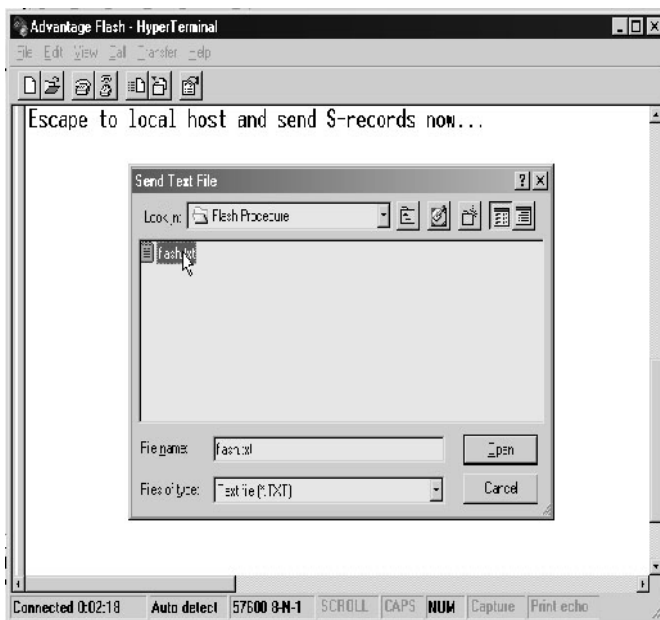 Advantage Flash - HyperTerminal
File Edit View Call Transfer Help
Escape to local host and send S-records now...
Send Text File
Look in: Flash Procedure
flash.txt
File name: flash.txt
Open
Files of type: Text file (*.TXT)
Cancel
Connected 0:02:18 Auto detect 57600 8-N-1 SCROLL CAPS NUM Capture Print echo